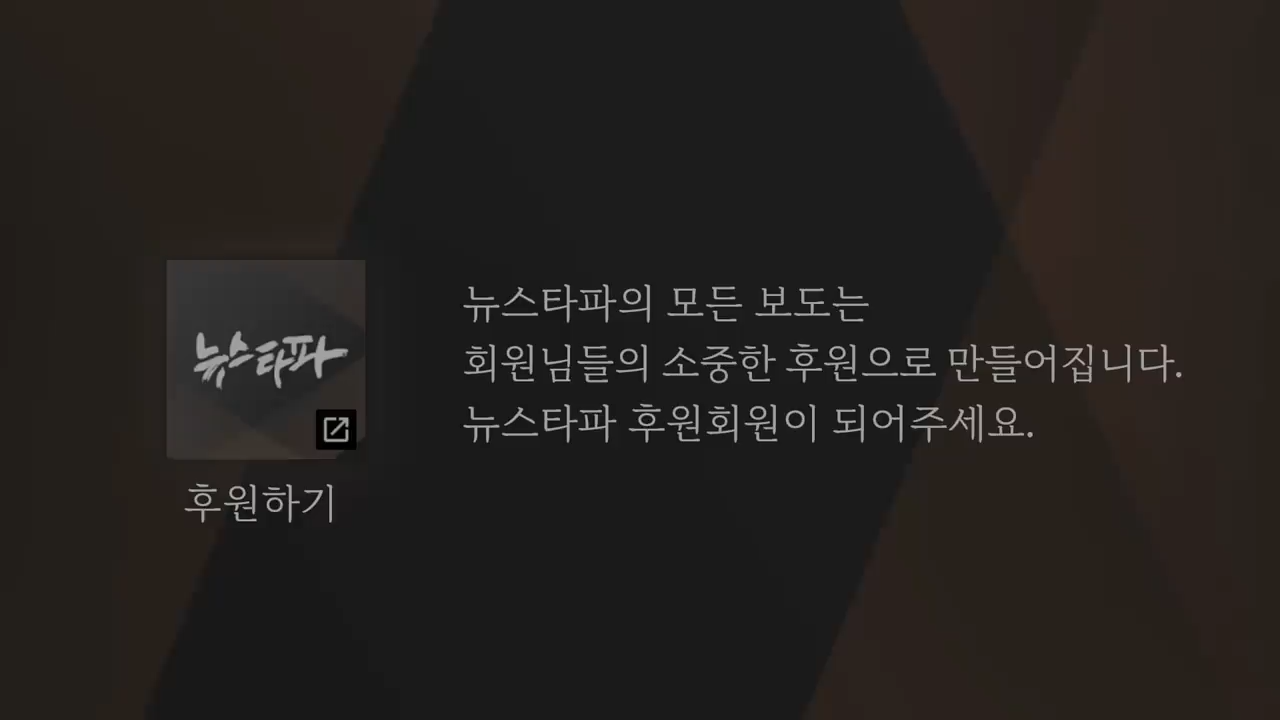 뉴스타파
후원하기
뉴스타파의 모든 보도는
회원님들의 소중한 후원으로 만들어집니다.
뉴스타파 후원회원이 되어주세요.